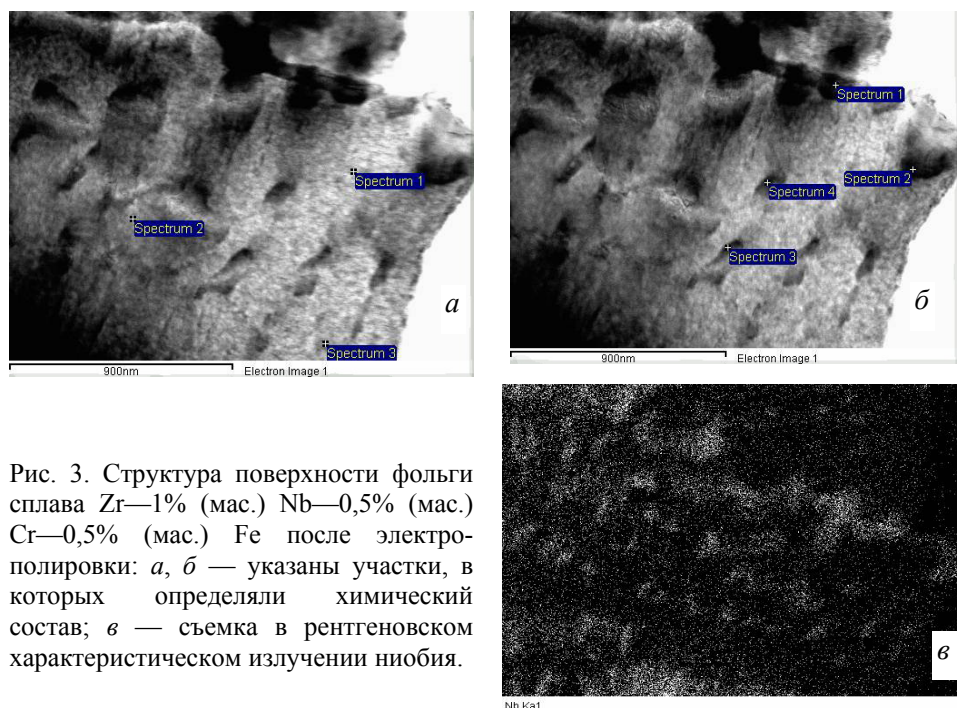 Spectrum 1
Spectrum 2
Spectrum 3
900nm
Electron Image 1
а
Spectrum 1
Spectrum 2
Spectrum 4
Spectrum 3
900nm
Electron Image 1
б
Рис. 3. Структура поверхности фольги
сплава Zr—1% (мас.) Nb—0,5% (мас.)
Cr—0,5% (мас.) Fe после электро-
полировки: а, б — указаны участки, в
которых определяли химический
состав; в — съемка в рентгеновском
характеристическом излучении ниобия.
в
Nb Ka1